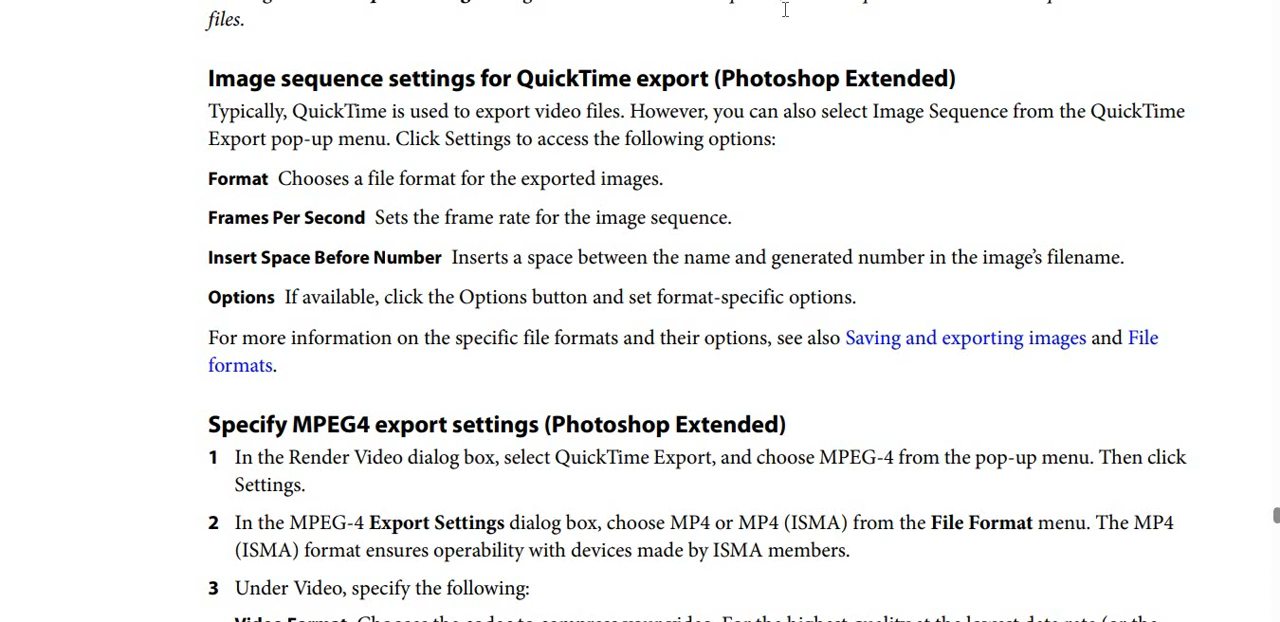 files.
Image sequence settings for QuickTime export (Photoshop Extended)
Typically, QuickTime is used to export video files. However, you can also select Image Sequence from the QuickTime
Export pop-up menu. Click Settings to access the following options:
Format Chooses a file format for the exported images.
Frames Per Second Sets the frame rate for the image sequence.
Insert Space Before Number Inserts a space between the name and generated number in the image’s filename.
Options If available, click the Options button and set format-specific options.
For more information on the specific file formats and their options, see also Saving and exporting images and File
formats.
Specify MPEG4 export settings (Photoshop Extended)
1 In the Render Video dialog box, select QuickTime Export, and choose MPEG-4 from the pop-up menu. Then click
Settings.
2 In the MPEG-4 Export Settings dialog box, choose MP4 or MP4 (ISMA) from the File Format menu. The MP4
(ISMA) format ensures operability with devices made by ISMA members.
3 Under Video, specify the following: